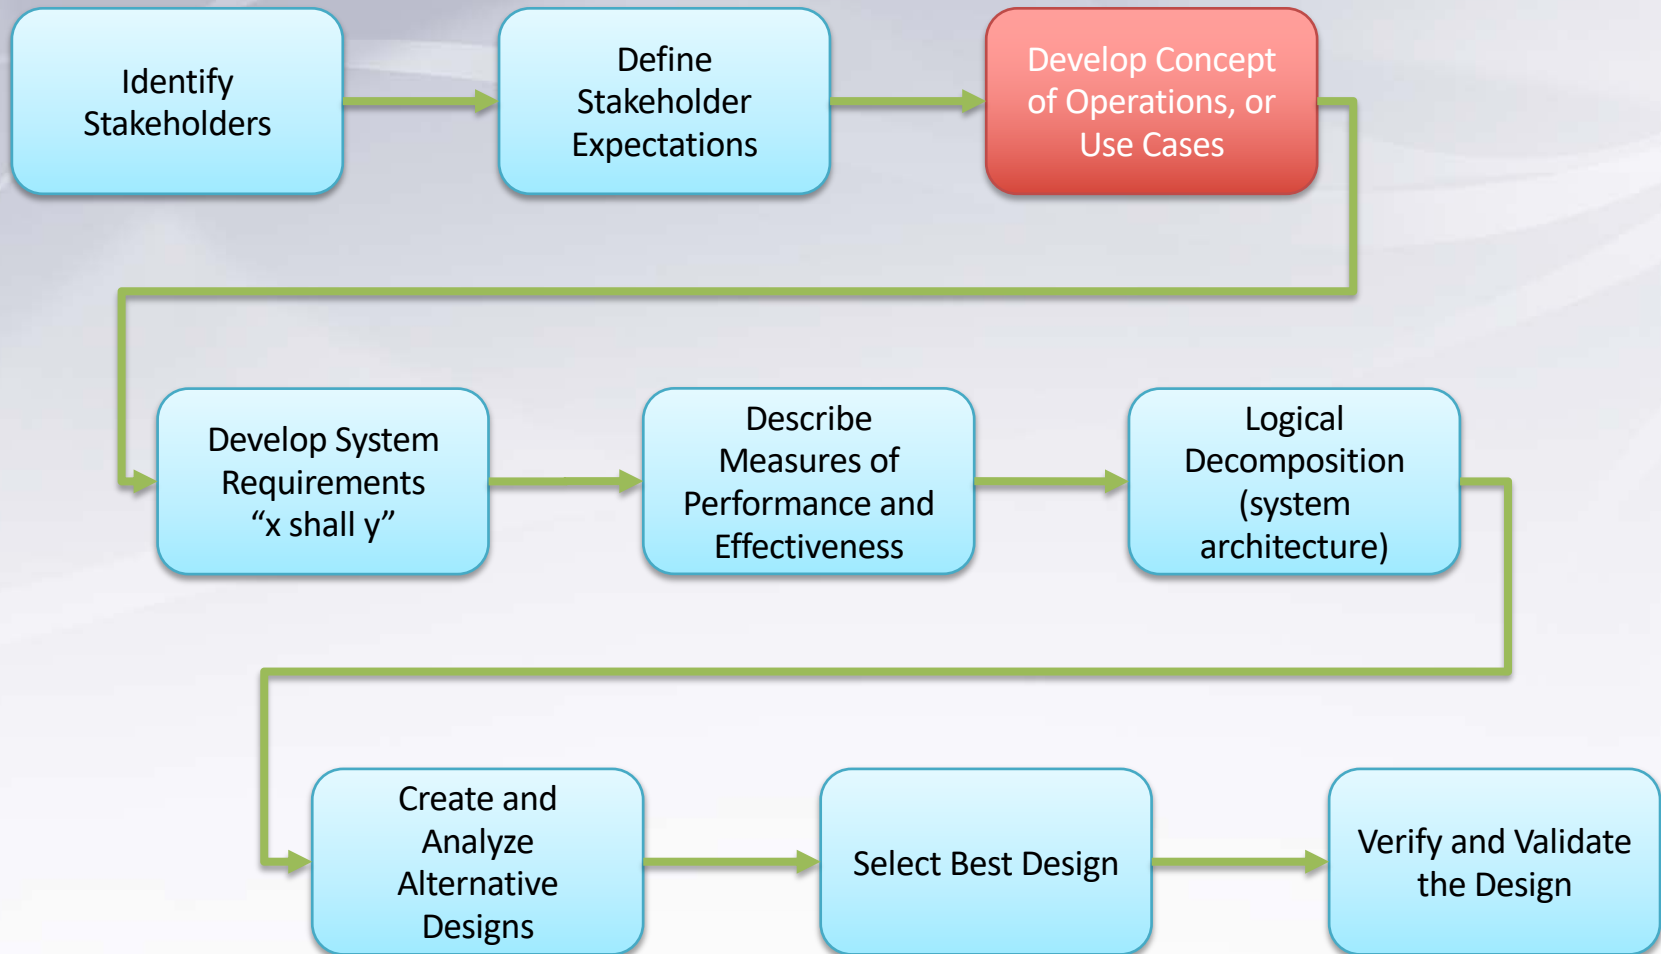 Identify
Stakeholders
Define
Stakeholder
Expectations
Develop Concept
of Operations, or
Use Cases
Develop System
Requirements
“x shall y”
Describe
Measures of
Performance and
Effectiveness
Logical
Decomposition
(system
architecture)
Create and
Analyze
Alternative
Designs
Select Best Design
Verify and Validate
the Design